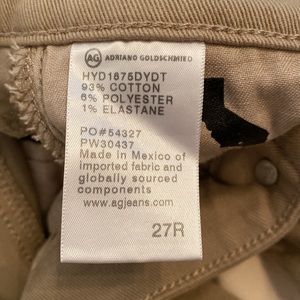 AG ADRIANO GOLDSCHMIED
HYD1875DYDT
93% COTTON
6% POLYESTER
1% ELASTANE
PO#54327
PW30437
Made in Mexico of
imported fabric and
globally sourced
components
www.agjeans.com
27R